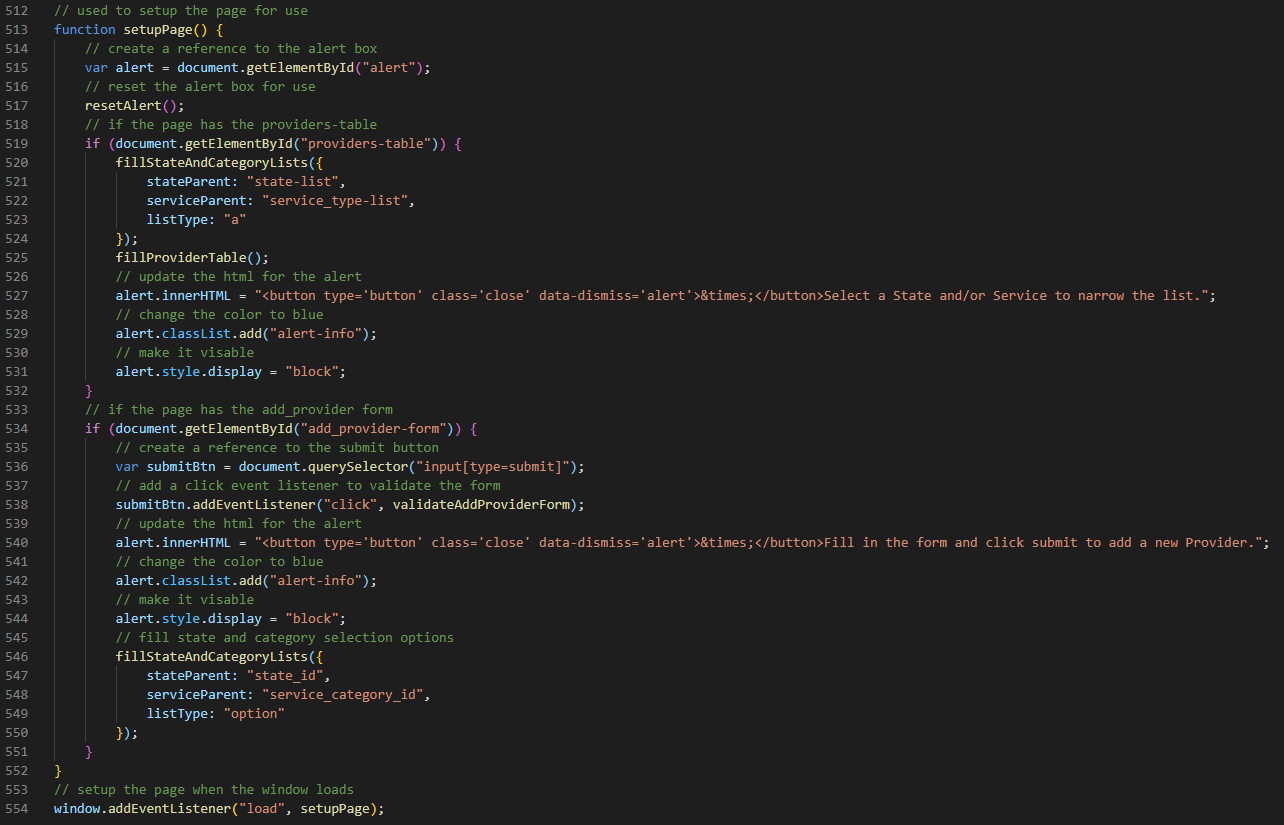 512 // used to setup the page for use
513 function setupPage() {
514     // create a reference to the alert box
515     var alert = document.getElementById("alert");
516     // reset the alert box for use
517     resetAlert();
518     // if the page has the providers-table
519     if (document.getElementById("providers-table")) {
520         fillStateAndCategoryLists({
521             stateParent: "state-list",
522             serviceParent: "service_type-list",
523             listType: "a"
524         });
525         fillProviderTable();
526         // update the html for the alert
527         alert.innerHTML = "<button type='button' class='close' data-dismiss='alert'>&times;</button>Select a State and/or Service to narrow the list.";
528         // change the color to blue
529         alert.classList.add("alert-info");
530         // make it visable
531         alert.style.display = "block";
532     }
533     // if the page has the add_provider form
534     if (document.getElementById("add_provider-form")) {
535         // create a reference to the submit button
536         var submitBtn = document.querySelector("input[type=submit]");
537         // add a click event listener to validate the form
538         submitBtn.addEventListener("click", validateAddProviderForm);
539         // update the html for the alert
540         alert.innerHTML = "<button type='button' class='close' data-dismiss='alert'>&times;</button>Fill in the form and click submit to add a new Provider.";
541         // change the color to blue
542         alert.classList.add("alert-info");
543         // make it visable
544         alert.style.display = "block";
545         // fill state and category selection options
546         fillStateAndCategoryLists({
547             stateParent: "state_id",
548             serviceParent: "service_category_id",
549             listType: "option"
550         });
551     }
552 }
553 // setup the page when the window loads
554 window.addEventListener("load", setupPage);